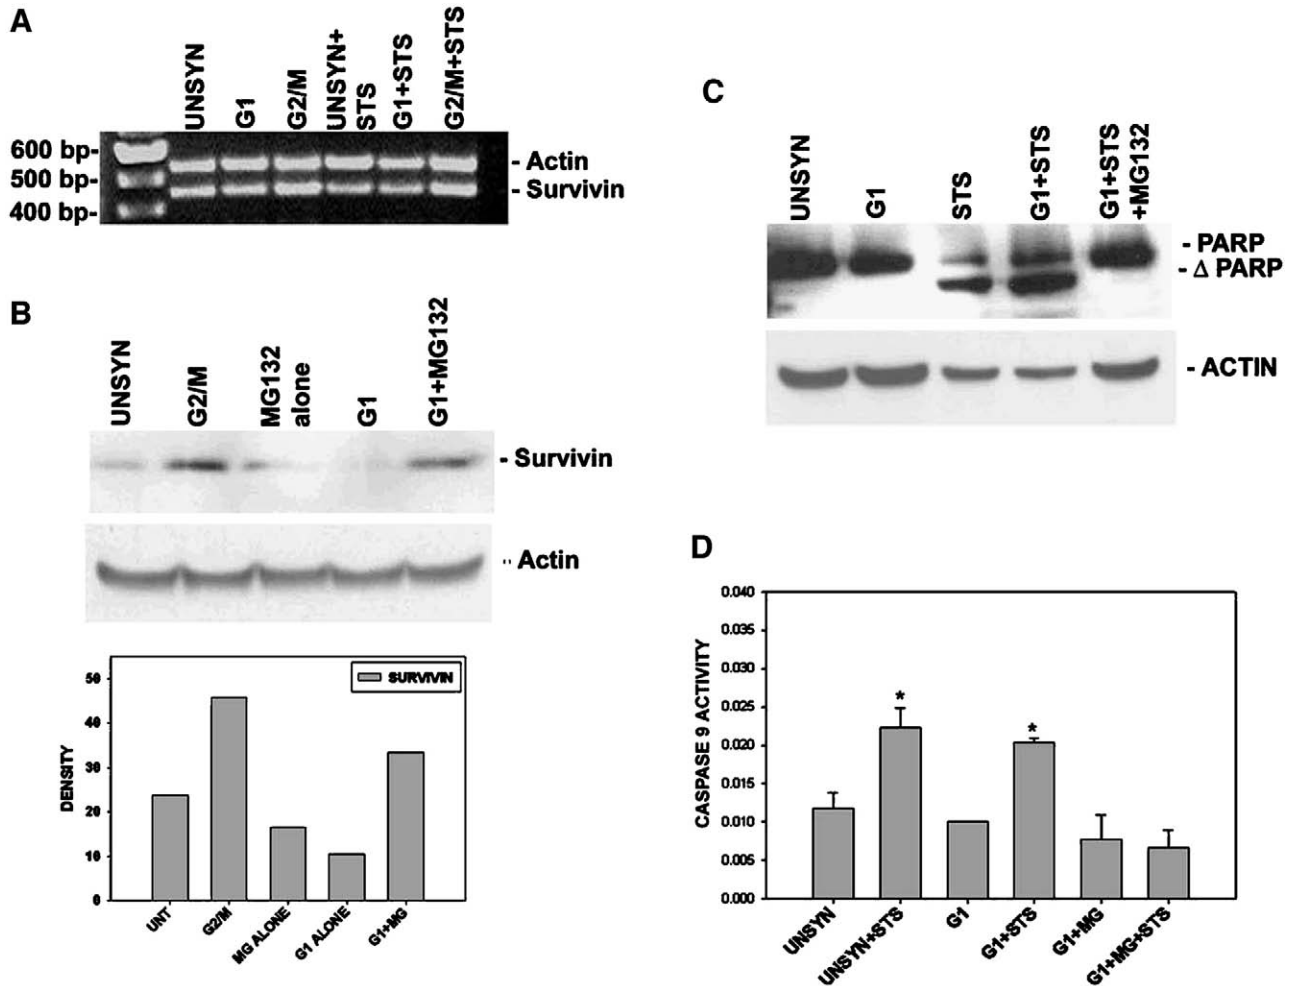 A
UNSYN
G1
G2/M
UNSYN+
STS
G1+STS
G2/M+STS
600 bp-
500 bp-
400 bp-
- Actin
- Survivin
B
UNSYN
G2/M
MG132
alone
G1
G1+MG132
- Survivin
Actin
SURVIVIN
50
40
30
20
10
0
DENSITY
UNT
G2/M
MG ALONE
G1 ALONE
G1+MG
C
UNSYN
G1
STS
G1+STS
G1+STS
+MG132
- PARP
- Δ PARP
- ACTIN
D
0.040
0.035
0.030
0.025
0.020
0.015
0.010
0.005
0.000
CASPASE 9 ACTIVITY
*
*
UNSYN
UNSYN+STS
G1
G1+STS
G1+MG
G1+MG+STS